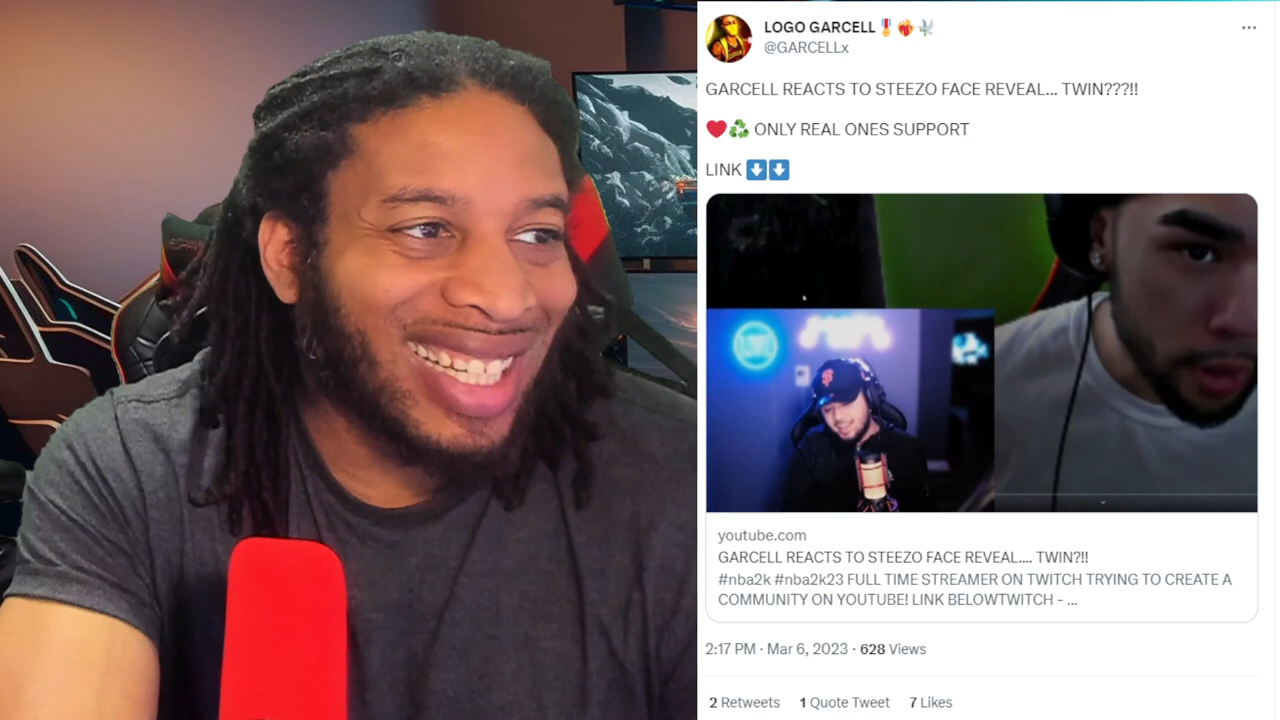 LOGO GARCELL🎖️❤️‍🔥🕊️
@GARCELLx
GARCELL REACTS TO STEEZO FACE REVEAL... TWIN???!!
❤️♻️ ONLY REAL ONES SUPPORT
LINK ⬇️⬇️
youtube.com
GARCELL REACTS TO STEEZO FACE REVEAL.... TWIN?!!
#nba2k #nba2k23 FULL TIME STREAMER ON TWITCH TRYING TO CREATE A
COMMUNITY ON YOUTUBE! LINK BELOWTWITCH - ...
2:17 PM · Mar 6, 2023 · 628 Views
2 Retweets 1 Quote Tweet 7 Likes